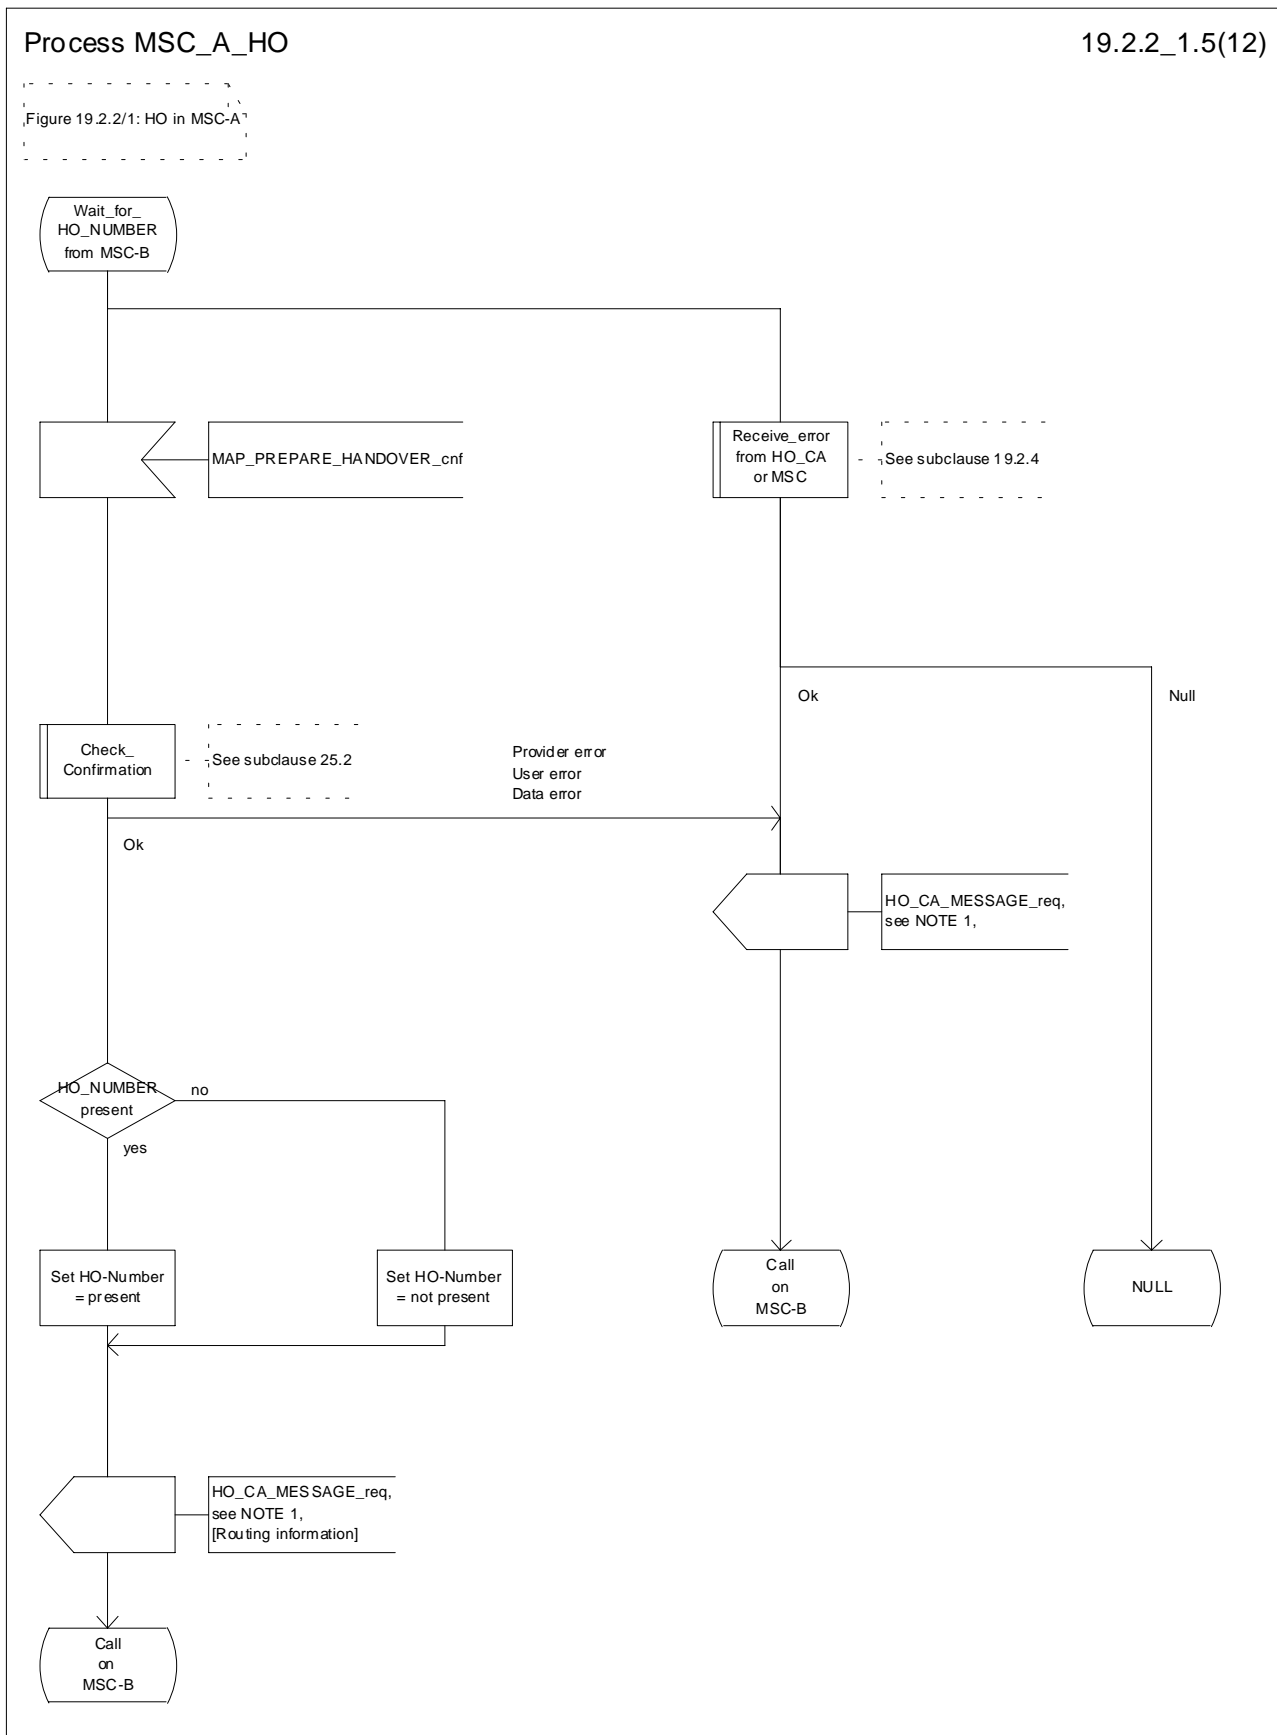 Process MSC_A_HO
19.2.2_1.5(12)
Figure 19.2.2/1: HO in MSC-A
Wait_for_
HO_NUMBER
from MSC-B
MAP_PREPARE_HANDOVER_cnf
Receive_error
from HO_CA
or MSC
See subclause 19.2.4
Ok
Null
Check_
Confirmation
See subclause 25.2
Provider error
User error
Data error
Ok
HO_CA_MESSAGE_req,
see NOTE 1,
HO_NUMBER
present
no
yes
Set HO-Number
= present
Set HO-Number
= not present
Call
on
MSC-B
NULL
HO_CA_MESSAGE_req,
see NOTE 1,
[Routing information]
Call
on
MSC-B